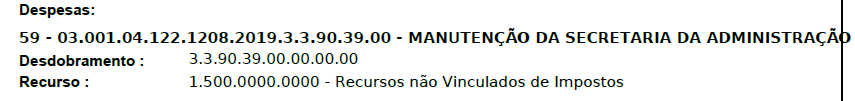 Despesas:
59 - 03.001.04.122.1208.2019.3.3.90.39.00 - MANUTENÇÃO DA SECRETARIA DA ADMINISTRAÇÃO
Desdobramento : 3.3.90.39.00.00.00.00
Recurso : 1.500.0000.0000 - Recursos não Vinculados de Impostos